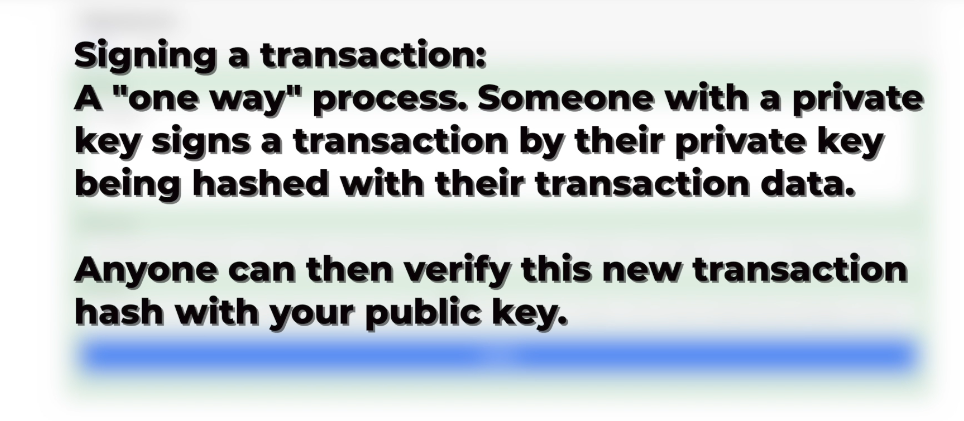 Signing a transaction:
A "one way" process. Someone with a private
key signs a transaction by their private key
being hashed with their transaction data.
Anyone can then verify this new transaction
hash with your public key.